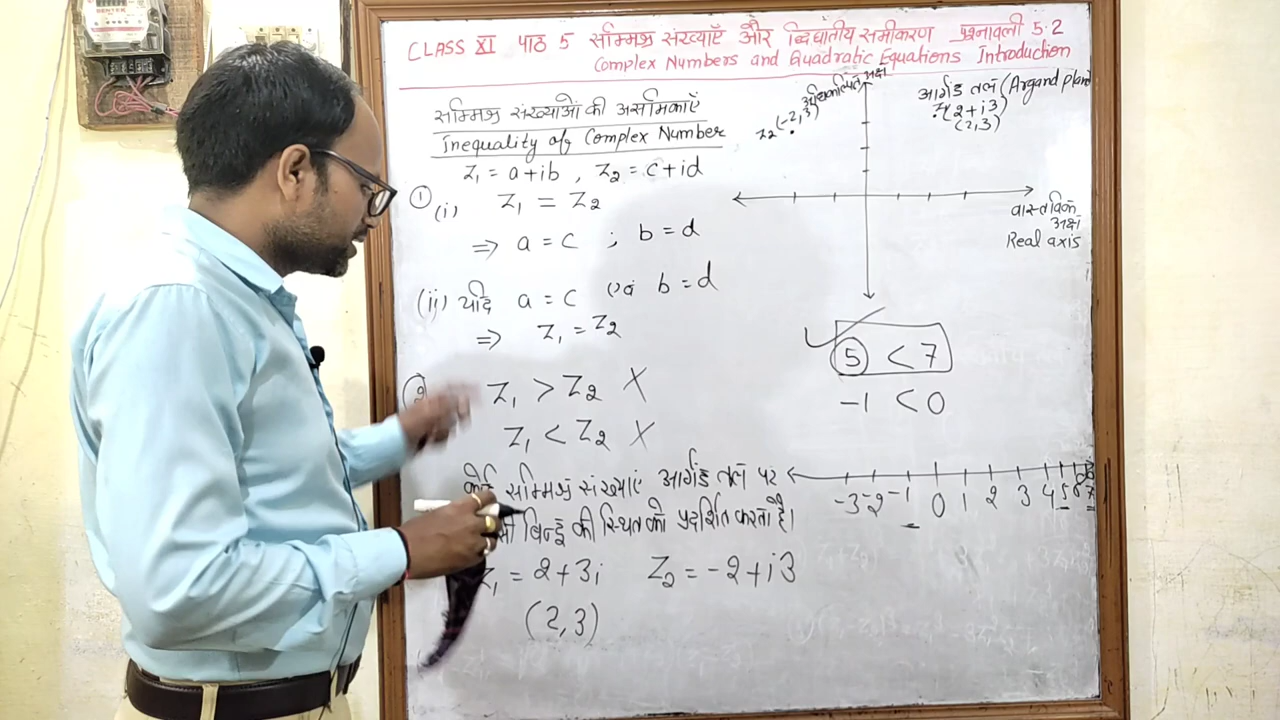 CLASS XI पाठ 5 सम्मिश्र संख्याएँ और द्विघातीय समीकरण प्रश्नावली 5.2
Complex Numbers and Quadratic Equations Introduction
सम्मिश्र संख्याओं की असमिकाएँ
Inequality of Complex Number
Z₁ = a+ib , Z₂ = c+id
① (i) Z₁ = Z₂
⇒ a = c ; b = d
(ii) यदि a = c एवं b = d
⇒ Z₁ = Z₂
Z₁ > Z₂ X
Z₁ < Z₂ X
सम्मिश्र संख्याएं आर्गंड तल पर
बिन्दु की स्थित को प्रदर्शित करता है।
Z₁ = 2+3i Z₂ = -2+i3
(2,3)
आर्गंड तल (Argand plane
Z₁(2+i3)
(2,3)
Z₂ (-2,3)
वास्तविक
अक्ष
Real axis
5 < 7
-1 < 0
-3 -2 -1 0 1 2 3 4 5 6 7